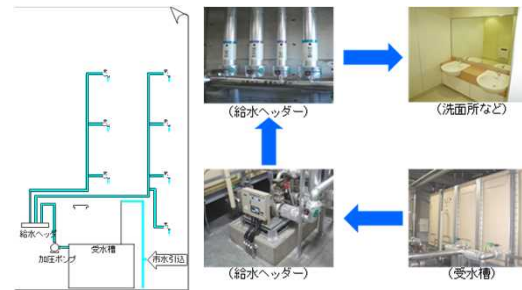 (給水ヘッダー)
(洗面所など)
給水ヘッダ
加圧ポンプ
受水槽
市水引込
(給水ヘッダー)
(受水槽)